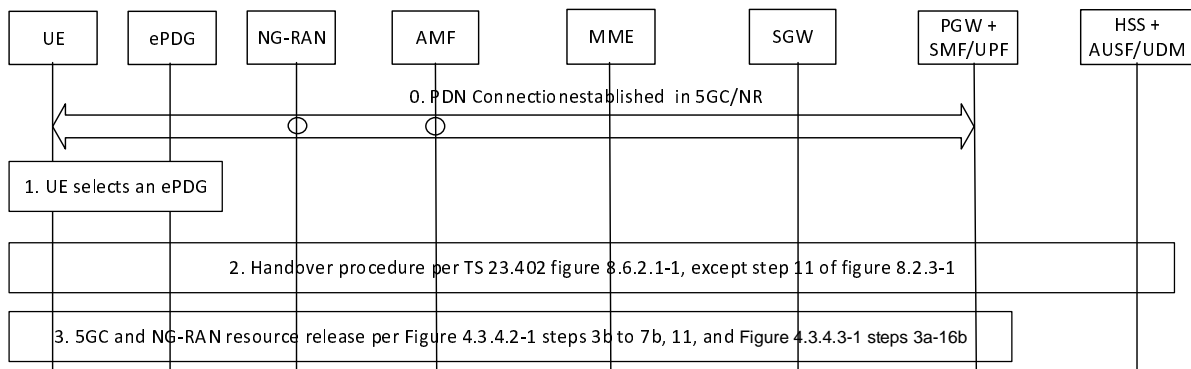 UE
ePDG
NG-RAN
AMF
MME
SGW
PGW +
SMF/UPF
HSS +
AUSF/UDM
0. PDN Connectionestablished in 5GC/NR
1. UE selects an ePDG
2. Handover procedure per TS 23.402 figure 8.6.2.1-1, except step 11 of figure 8.2.3-1
3. 5GC and NG-RAN resource release per Figure 4.3.4.2-1 steps 3b to 7b, 11, and Figure 4.3.4.3-1 steps 3a-16b